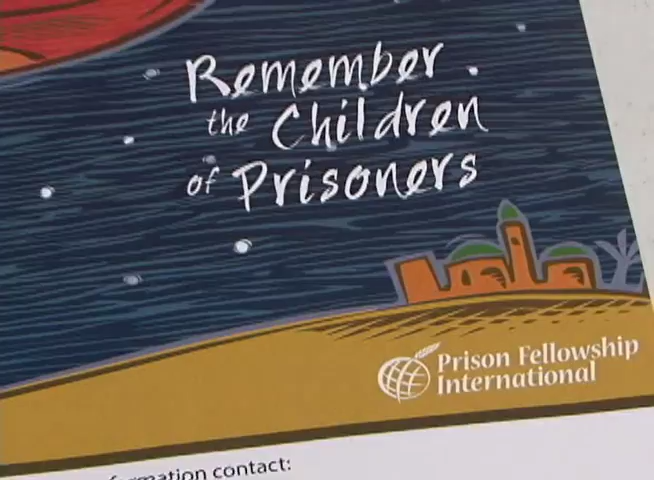 Remember
the Children
of Prisoners
Prison Fellowship
International
contact: